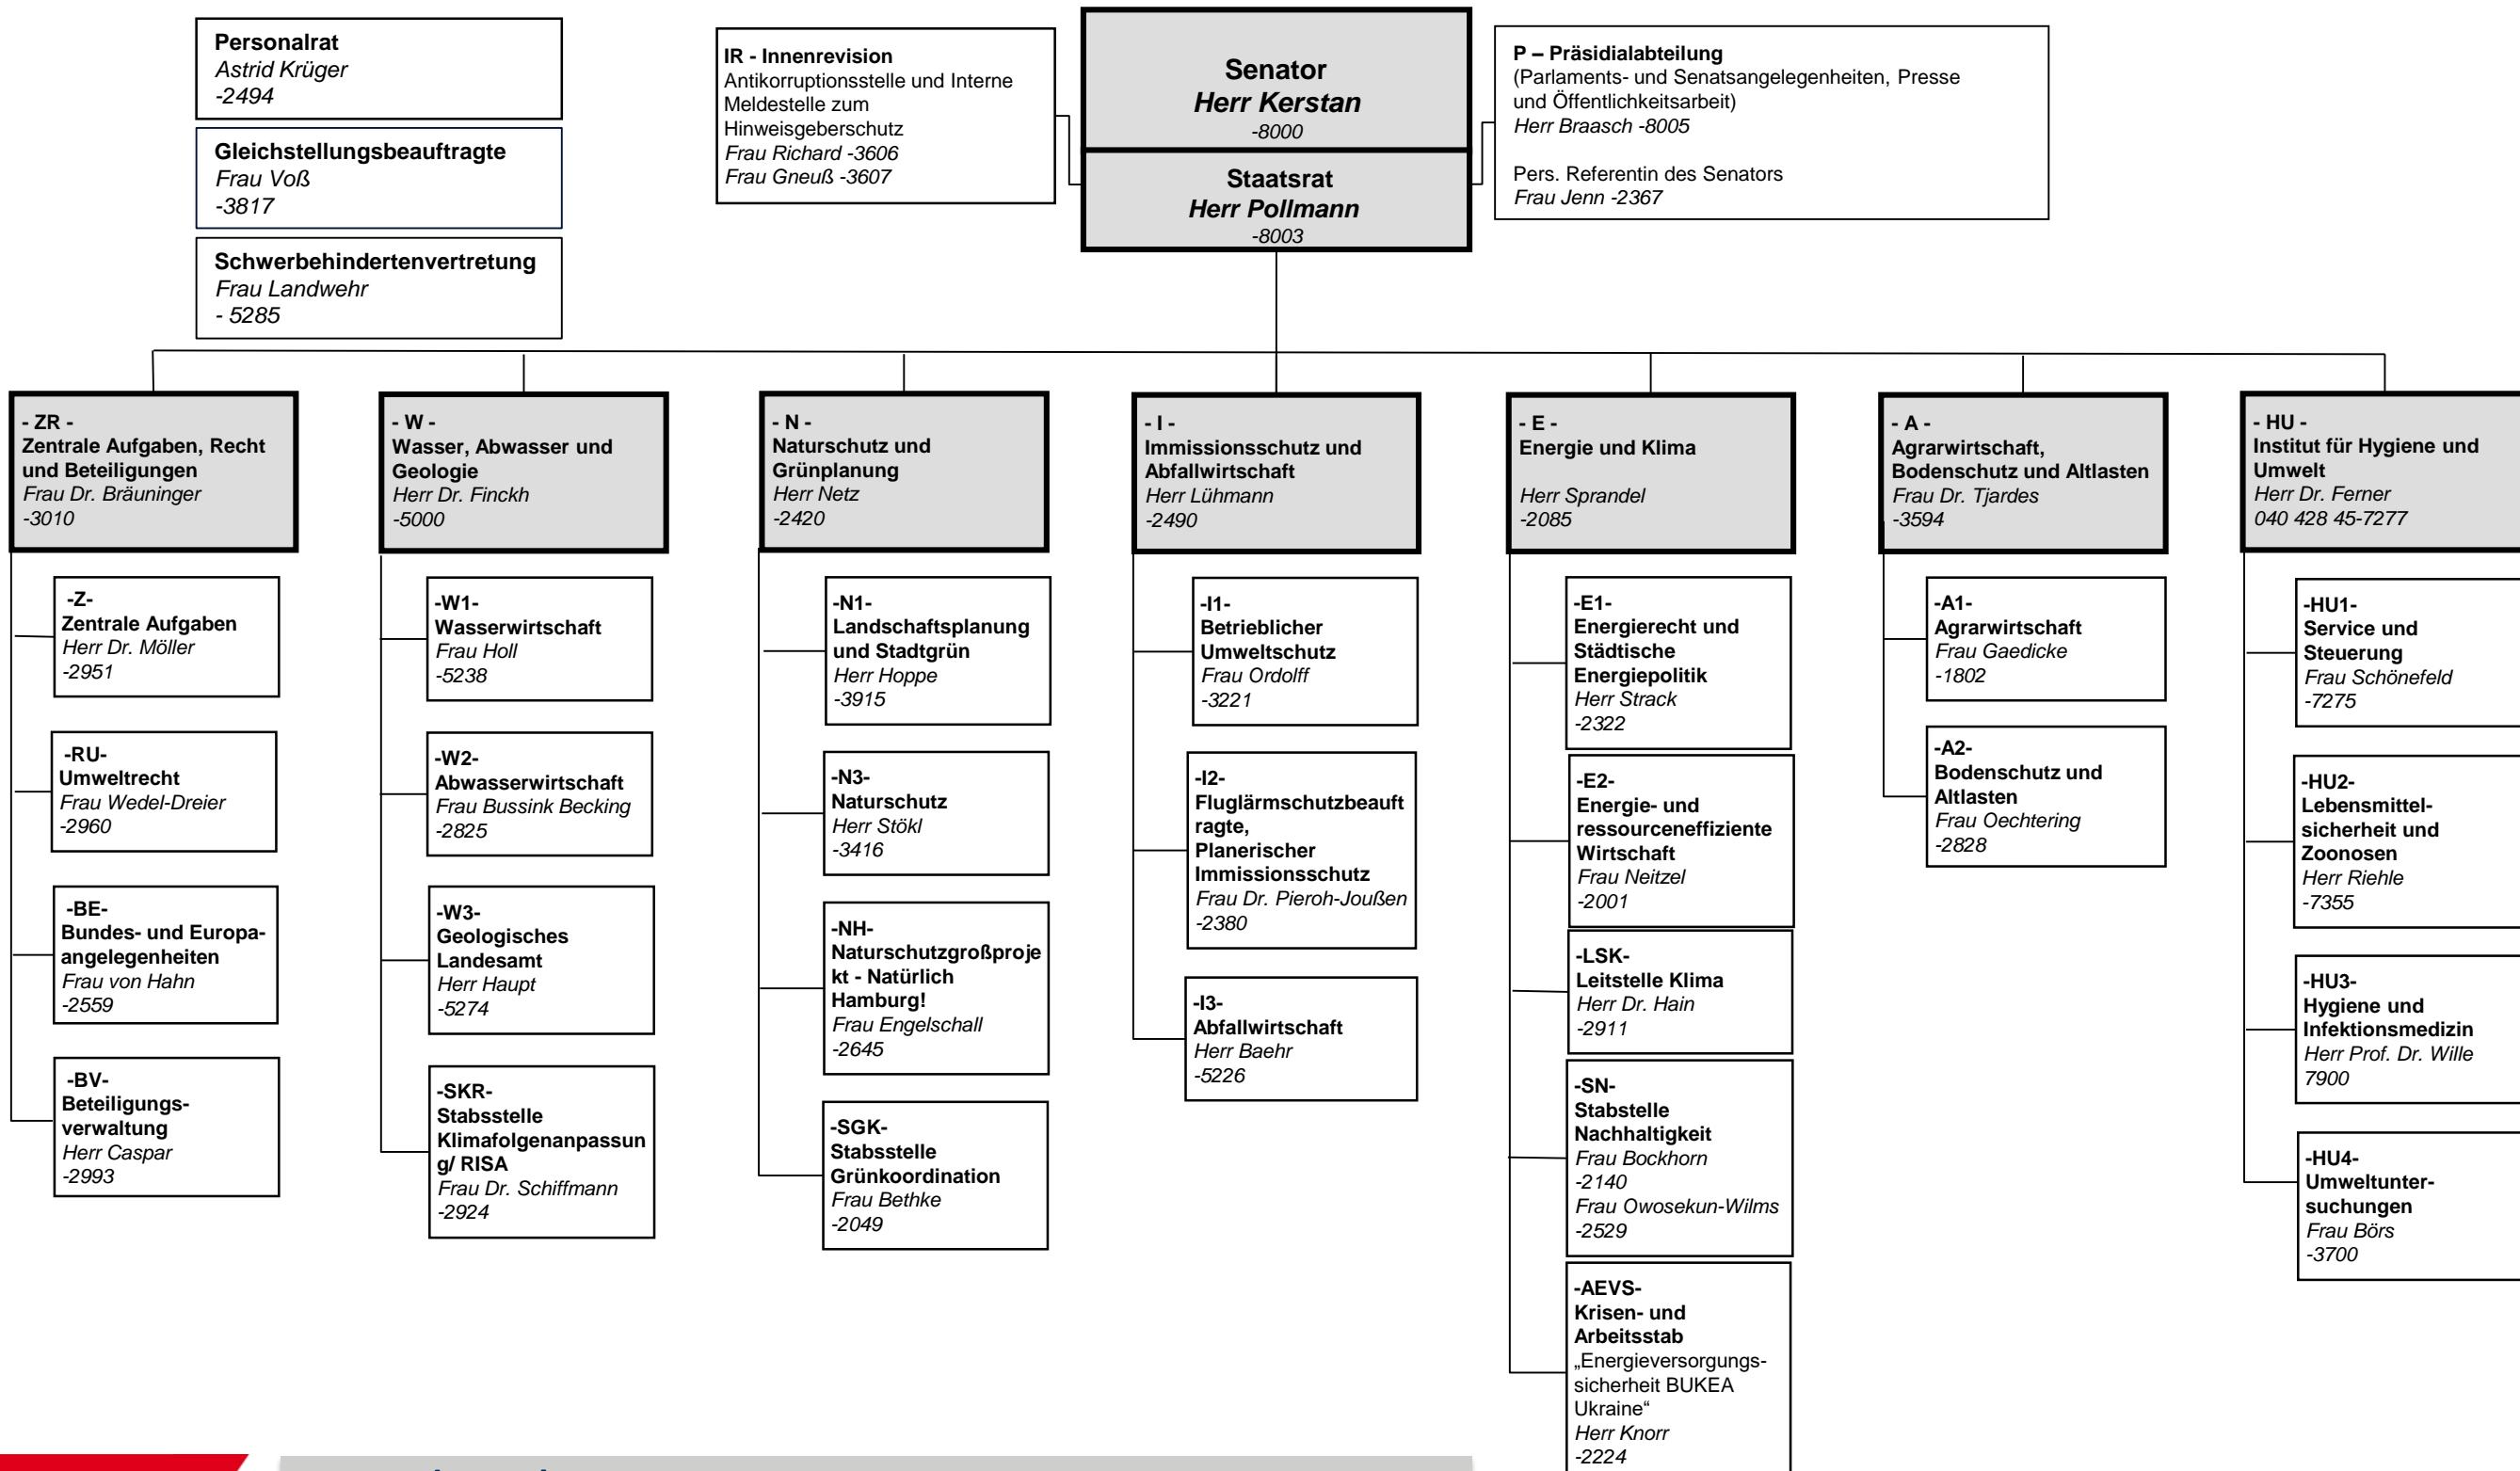 Personalrat
Astrid Krüger
-2494
Gleichstellungsbeauftragte
Frau Voß
-3817
Schwerbehindertenvertretung
Frau Landwehr
- 5285
IR - Innenrevision
Antikorruptionsstelle und Interne
Meldestelle zum
Hinweisgeberschutz
Frau Richard -3606
Frau Gneuß -3607
Senator
Herr Kerstan
-8000
Staatsrat
Herr Pollmann
-8003
P – Präsidialabteilung
(Parlaments- und Senatsangelegenheiten, Presse
und Öffentlichkeitsarbeit)
Herr Braasch -8005
Pers. Referentin des Senators
Frau Jenn -2367
- ZR -
Zentrale Aufgaben, Recht
und Beteiligungen
Frau Dr. Bräuninger
-3010
-Z-
Zentrale Aufgaben
Herr Dr. Möller
-2951
-RU-
Umweltrecht
Frau Wedel-Dreier
-2960
-BE-
Bundes- und Europa-
angelegenheiten
Frau von Hahn
-2559
-BV-
Beteiligungs-
verwaltung
Herr Caspar
-2993
- W -
Wasser, Abwasser und
Geologie
Herr Dr. Finckh
-5000
-W1-
Wasserwirtschaft
Frau Holl
-5238
-W2-
Abwasserwirtschaft
Frau Bussink Becking
-2825
-W3-
Geologisches
Landesamt
Herr Haupt
-5274
-SKR-
Stabsstelle
Klimafolgenanpassun
g/ RISA
Frau Dr. Schiffmann
-2924
- N -
Naturschutz und
Grünplanung
Herr Netz
-2420
-N1-
Landschaftsplanung
und Stadtgrün
Herr Hoppe
-3915
-N3-
Naturschutz
Herr Stökl
-3416
-NH-
Naturschutzgroßproje
kt - Natürlich
Hamburg!
Frau Engelschall
-2645
-SGK-
Stabsstelle
Grünkoordination
Frau Bethke
-2049
- I -
Immissionsschutz und
Abfallwirtschaft
Herr Lühmann
-2490
-I1-
Betrieblicher
Umweltschutz
Frau Ordolff
-3221
-I2-
Fluglärmschutzbeauft
ragte,
Planerischer
Immissionsschutz
Frau Dr. Pieroh-Joußen
-2380
-I3-
Abfallwirtschaft
Herr Baehr
-5226
- E -
Energie und Klima
Herr Sprandel
-2085
-E1-
Energierecht und
Städtische
Energiepolitik
Herr Strack
-2322
-E2-
Energie- und
ressourceneffiziente
Wirtschaft
Frau Neitzel
-2001
-LSK-
Leitstelle Klima
Herr Dr. Hain
-2911
-SN-
Stabstelle
Nachhaltigkeit
Frau Bockhorn
-2140
Frau Owosekun-Wilms
-2529
-AEVS-
Krisen- und
Arbeitsstab
„Energieversorgungs-
sicherheit BUKEA
Ukraine“
Herr Knorr
-2224
- A -
Agrarwirtschaft,
Bodenschutz und Altlasten
Frau Dr. Tjardes
-3594
-A1-
Agrarwirtschaft
Frau Gaedicke
-1802
-A2-
Bodenschutz und
Altlasten
Frau Oechtering
-2828
- HU -
Institut für Hygiene und
Umwelt
Herr Dr. Ferner
040 428 45-7277
-HU1-
Service und
Steuerung
Frau Schönefeld
-7275
-HU2-
Lebensmittel-
sicherheit und
Zoonosen
Herr Riehle
-7355
-HU3-
Hygiene und
Infektionsmedizin
Herr Prof. Dr. Wille
7900
-HU4-
Umweltunter-
suchungen
Frau Börs
-3700